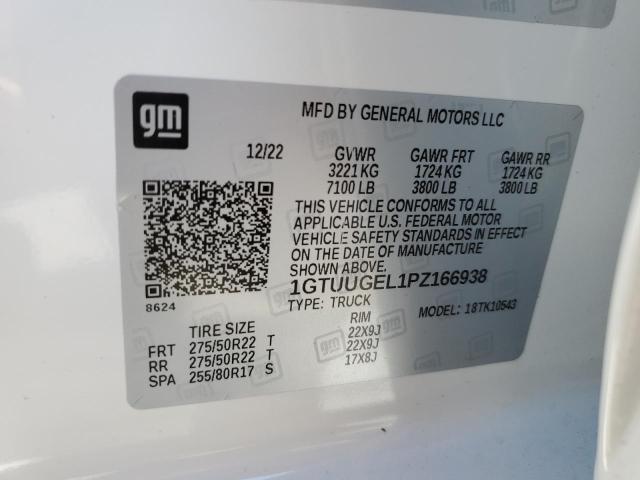 gm
MFD BY GENERAL MOTORS LLC
12/22 GVWR GAWR FRT GAWR RR
3221 KG 1724 KG 1724 KG
7100 LB 3800 LB 3800 LB
THIS VEHICLE CONFORMS TO ALL
APPLICABLE U.S. FEDERAL MOTOR
VEHICLE SAFETY STANDARDS IN EFFECT
ON THE DATE OF MANUFACTURE
SHOWN ABOVE.
1GTUUGEL1PZ166938
8624
TYPE: TRUCK MODEL: 18TK10543
TIRE SIZE RIM
FRT 275/50R22 T 22X9J
RR 275/50R22 T 22X9J
SPA 255/80R17 S 17X8J